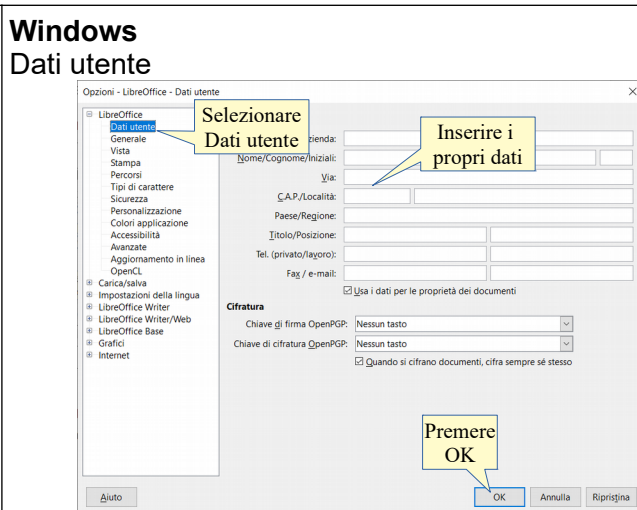 Windows
Dati utente
Opzioni - LibreOffice - Dati utente
LibreOffice
Dati utente
Generale
Vista
Stampa
Percorsi
Tipi di carattere
Sicurezza
Personalizzazione
Colori applicazione
Accessibilità
Avanzate
Aggiornamento in linea
OpenCL
Carica/salva
Impostazioni della lingua
LibreOffice Writer
LibreOffice Writer/Web
LibreOffice Base
Grafici
Internet
Selezionare
Dati utente
Inserire i
propri dati
zienda:
Nome/Cognome/Iniziali:
Via:
C.A.P./Località:
Paese/Regione:
Titolo/Posizione:
Tel. (privato/lavoro):
Fax / e-mail:
Usa i dati per le proprietà dei documenti
Cifratura
Chiave di firma OpenPGP: Nessun tasto
Chiave di cifratura OpenPGP: Nessun tasto
Quando si cifrano documenti, cifra sempre sé stesso
Premere
OK
Aiuto OK Annulla Ripristina